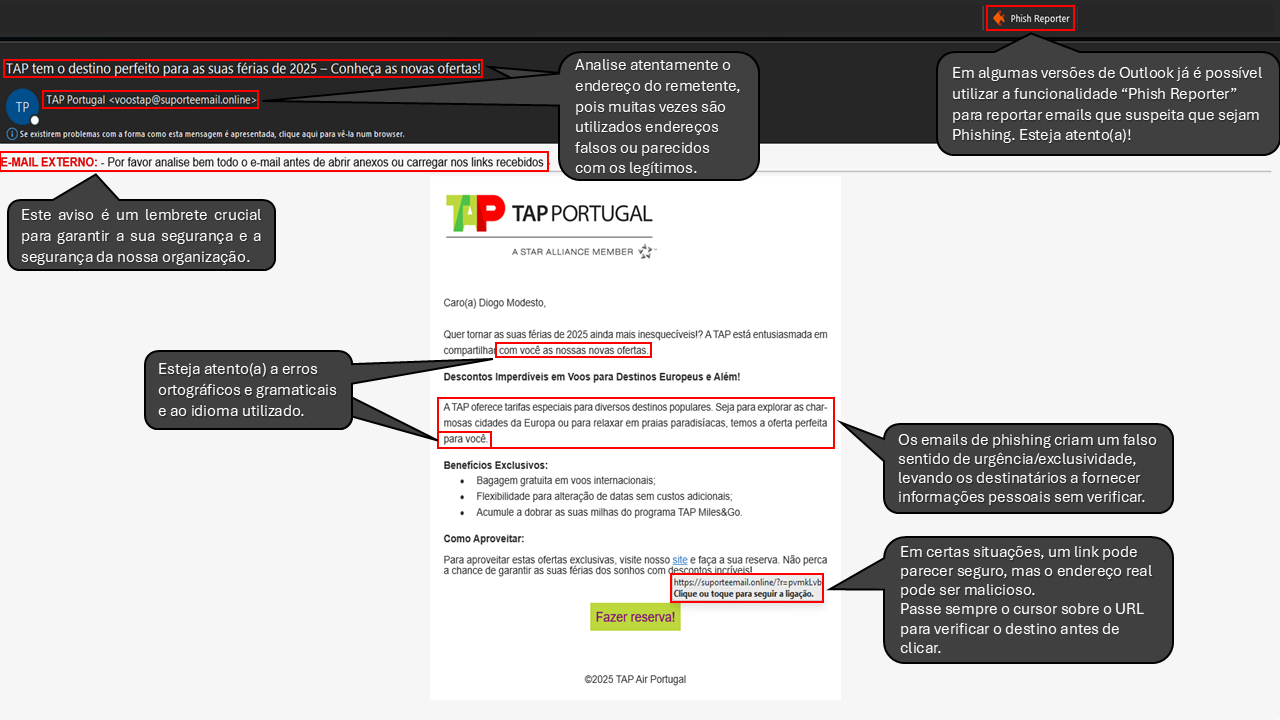 Phish Reporter
TAP tem o destino perfeito para as suas férias de 2025 – Conheça as novas ofertas!
TP
TAP Portugal <voostap@suporteemail.online>
Se existirem problemas com a forma como esta mensagem é apresentada, clique aqui para vê-la num browser.
Analise atentamente o
endereço do remetente,
pois muitas vezes são
utilizados endereços
falsos ou parecidos
com os legítimos.
Em algumas versões de Outlook já é possível
utilizar a funcionalidade “Phish Reporter”
para reportar emails que suspeita que sejam
Phishing. Esteja atento(a)!
E-MAIL EXTERNO: - Por favor analise bem todo o e-mail antes de abrir anexos ou carregar nos links recebidos
Este aviso é um lembrete crucial
para garantir a sua segurança e a
segurança da nossa organização.
TAP TAP PORTUGAL
A STAR ALLIANCE MEMBER
Caro(a) Diogo Modesto,
Quer tornar as suas férias de 2025 ainda mais inesquecíveis!? A TAP está entusiasmada em
compartilhar com você as nossas novas ofertas.
Descontos Imperdíveis em Voos para Destinos Europeus e Além!
Esteja atento(a) a erros
ortográficos e gramaticais
e ao idioma utilizado.
A TAP oferece tarifas especiais para diversos destinos populares. Seja para explorar as char-
mosas cidades da Europa ou para relaxar em praias paradisíacas, temos a oferta perfeita
para você.
Os emails de phishing criam um falso
sentido de urgência/exclusividade,
levando os destinatários a fornecer
informações pessoais sem verificar.
Benefícios Exclusivos:
• Bagagem gratuita em voos internacionais;
• Flexibilidade para alteração de datas sem custos adicionais;
• Acumule a dobrar as suas milhas do programa TAP Miles&Go.
Como Aproveitar:
Para aproveitar estas ofertas exclusivas, visite nosso site e faça a sua reserva. Não perca
a chance de garantir as suas férias dos sonhos com descontos incríveis!
https://suporteemail.online/?r=pvmkLvb
Clique ou toque para seguir a ligação.
Em certas situações, um link pode
parecer seguro, mas o endereço real
pode ser malicioso.
Passe sempre o cursor sobre o URL
para verificar o destino antes de
clicar.
Fazer reserva!
©2025 TAP Air Portugal